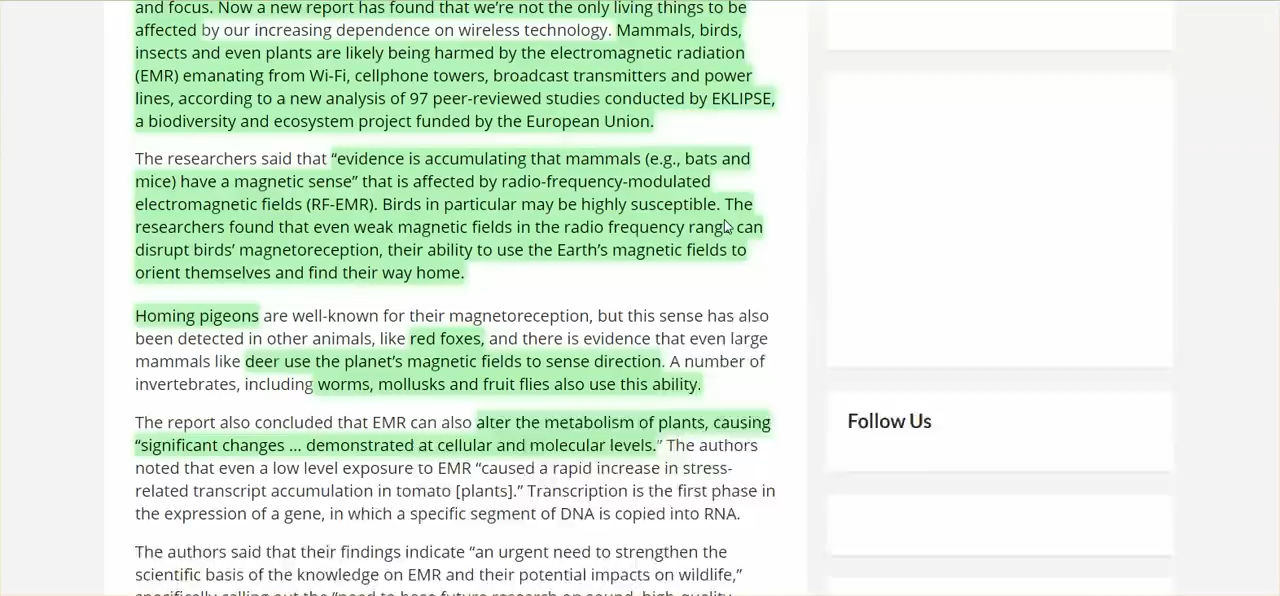 and focus. Now a new report has found that we’re not the only living things to be
affected by our increasing dependence on wireless technology. Mammals, birds,
insects and even plants are likely being harmed by the electromagnetic radiation
(EMR) emanating from Wi-Fi, cellphone towers, broadcast transmitters and power
lines, according to a new analysis of 97 peer-reviewed studies conducted by EKLIPSE,
a biodiversity and ecosystem project funded by the European Union.
The researchers said that “evidence is accumulating that mammals (e.g., bats and
mice) have a magnetic sense” that is affected by radio-frequency-modulated
electromagnetic fields (RF-EMR). Birds in particular may be highly susceptible. The
researchers found that even weak magnetic fields in the radio frequency range can
disrupt birds’ magnetoreception, their ability to use the Earth’s magnetic fields to
orient themselves and find their way home.
Homing pigeons are well-known for their magnetoreception, but this sense has also
been detected in other animals, like red foxes, and there is evidence that even large
mammals like deer use the planet’s magnetic fields to sense direction. A number of
invertebrates, including worms, mollusks and fruit flies also use this ability.
The report also concluded that EMR can also alter the metabolism of plants, causing
“significant changes … demonstrated at cellular and molecular levels.” The authors
noted that even a low level exposure to EMR “caused a rapid increase in stress-
related transcript accumulation in tomato [plants].” Transcription is the first phase in
the expression of a gene, in which a specific segment of DNA is copied into RNA.
The authors said that their findings indicate “an urgent need to strengthen the
scientific basis of the knowledge on EMR and their potential impacts on wildlife,”
specifically calling out the “need to base future research on sound, high-quality,
Follow Us